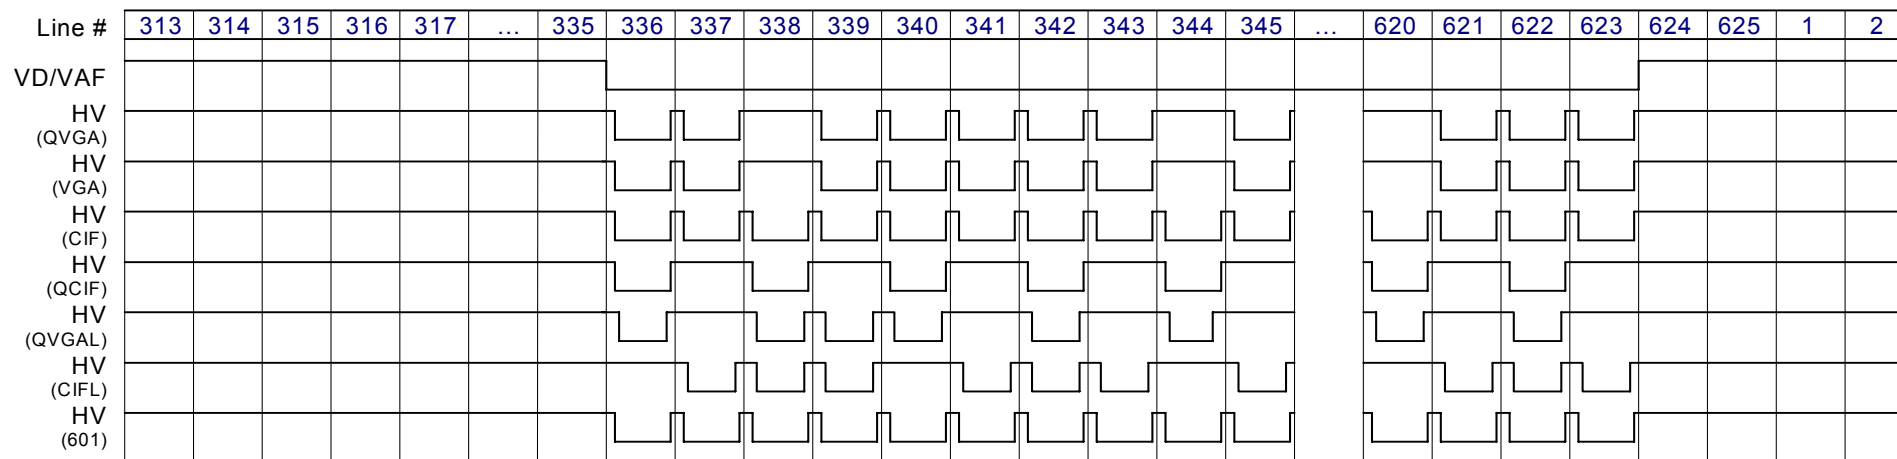 Line # 313 314 315 316 317 ... 335 336 337 338 339 340 341 342 343 344 345 ... 620 621 622 623 624 625 1 2
VD/VAF
HV
(QVGA)
HV
(VGA)
HV
(CIF)
HV
(QCIF)
HV
(QVGAL)
HV
(CIFL)
HV
(601)